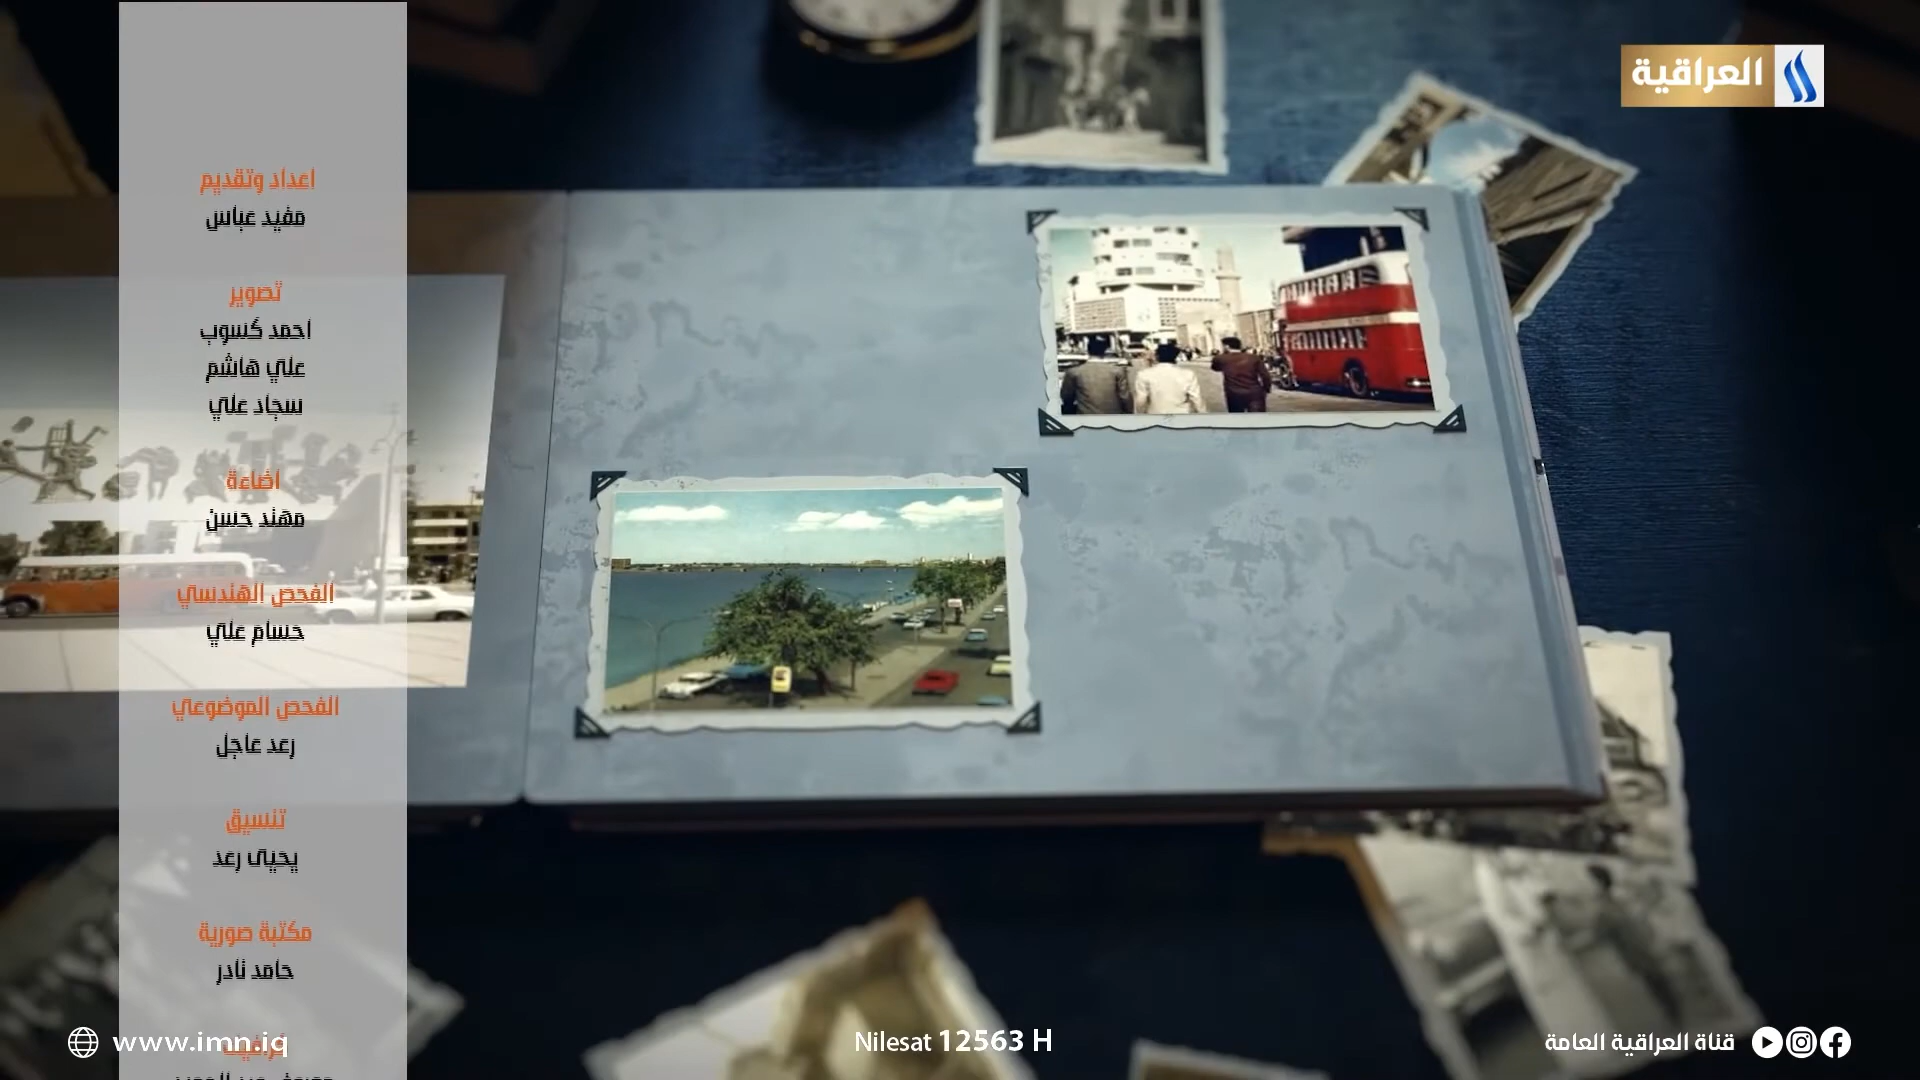 العراقية
اعداد وتقديم
مفيد عباس
تصوير
احمد گسوب
علي هاشم
سجاد علي
اضاءة
مهند حسن
الفحص الهندسي
حسام علي
الفحص الموضوعي
رعد عاجل
تنسيق
يحيى رعد
مكتبة صورية
حامد نادر
www.imn.iq
Nilesat 12563 H
قناة العراقية العامة